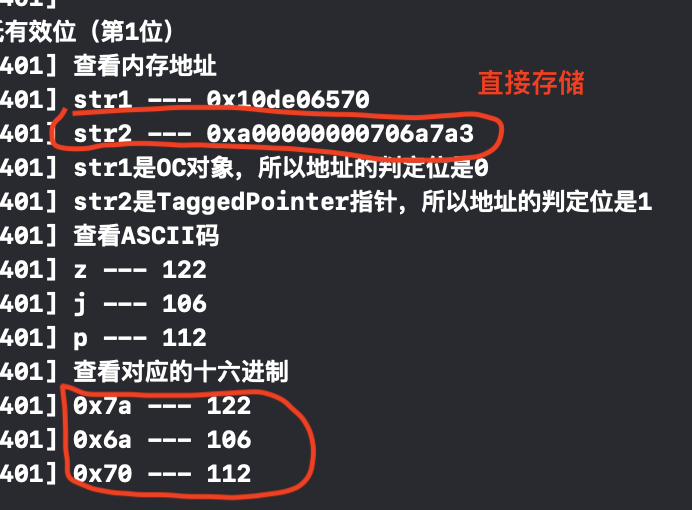 401]
有效位（第1位）
401] 查看内存地址
直接存储
401] str1 --- 0x10de06570
401] str2 --- 0xa00000000706a7a3
401] str1是OC对象，所以地址的判定位是0
401] str2是TaggedPointer指针，所以地址的判定位是1
401] 查看ASCII码
401] z --- 122
401] j --- 106
401] p --- 112
401] 查看对应的十六进制
401] 0x7a --- 122
401] 0x6a --- 106
401] 0x70 --- 112